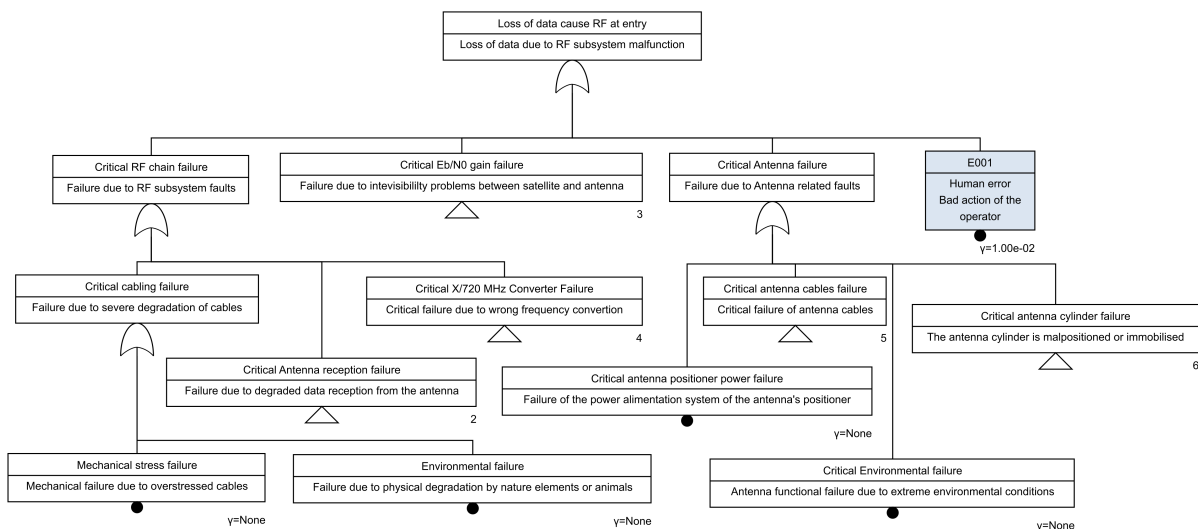 Loss of data cause RF at entry
Loss of data due to RF subsystem malfunction
Critical RF chain failure
Failure due to RF subsystem faults
Critical Eb/N0 gain failure
Failure due to intevisibility problems between satellite and antenna
3
Critical Antenna failure
Failure due to Antenna related faults
E001
Human error
Bad action of the
operator
γ=1.00e-02
Critical cabling failure
Failure due to severe degradation of cables
Critical X/720 MHz Converter Failure
Critical failure due to wrong frequency convertion
4
Critical antenna cables failure
Critical failure of antenna cables
5
Critical antenna cylinder failure
The antenna cylinder is malpositioned or immobilised
6
Critical Antenna reception failure
Failure due to degraded data reception from the antenna
2
Critical antenna positioner power failure
Failure of the power alimentation system of the antenna's positioner
γ=None
Mechanical stress failure
Mechanical failure due to overstressed cables
γ=None
Environmental failure
Failure due to physical degradation by nature elements or animals
γ=None
Critical Environmental failure
Antenna functional failure due to extreme environmental conditions
γ=None